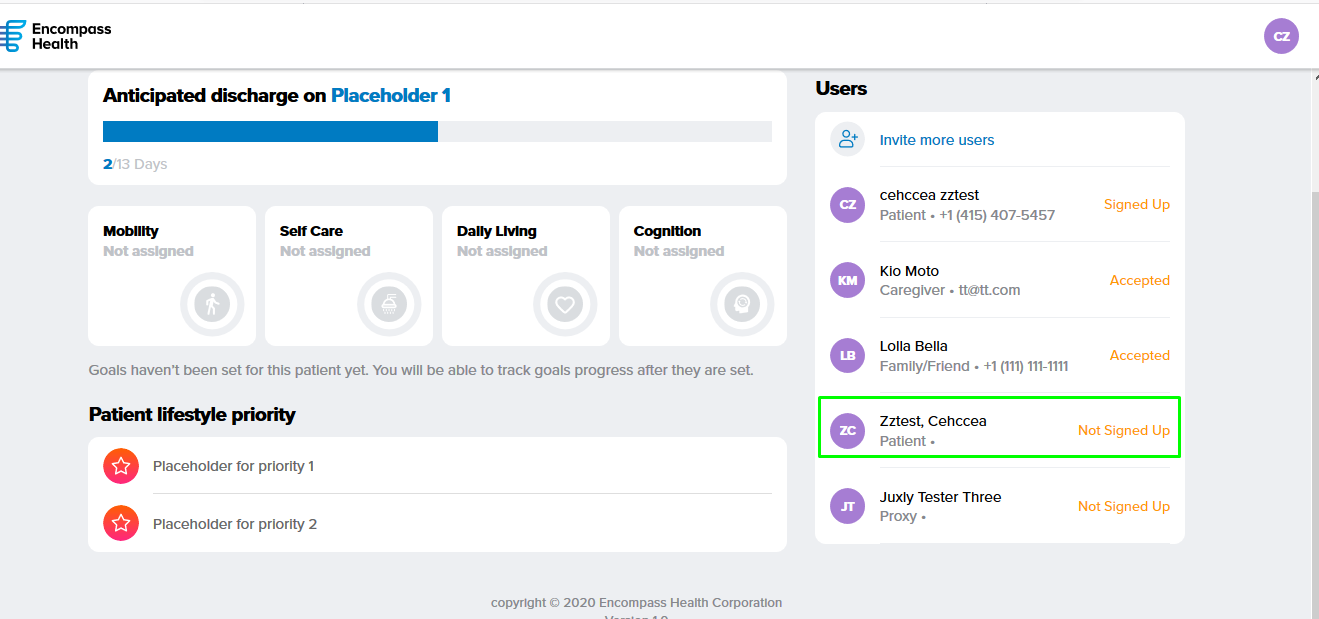 Encompass
Health
CZ
Anticipated discharge on Placeholder 1
2/13 Days
Mobility
Not assigned
Self Care
Not assigned
Daily Living
Not assigned
Cognition
Not assigned
Goals haven't been set for this patient yet. You will be able to track goals progress after they are set.
Patient lifestyle priority
Placeholder for priority 1
Placeholder for priority 2
Users
Invite more users
CZ
cehccea zztest
Patient • +1 (415) 407-5457
Signed Up
KM
Kio Moto
Caregiver • tt@tt.com
Accepted
LB
Lolla Bella
Family/Friend • +1 (111) 111-1111
Accepted
ZC
Zztest, Cehccea
Patient •
Not Signed Up
JT
Juxly Tester Three
Proxy •
Not Signed Up
copyright © 2020 Encompass Health Corporation
Version 1.0